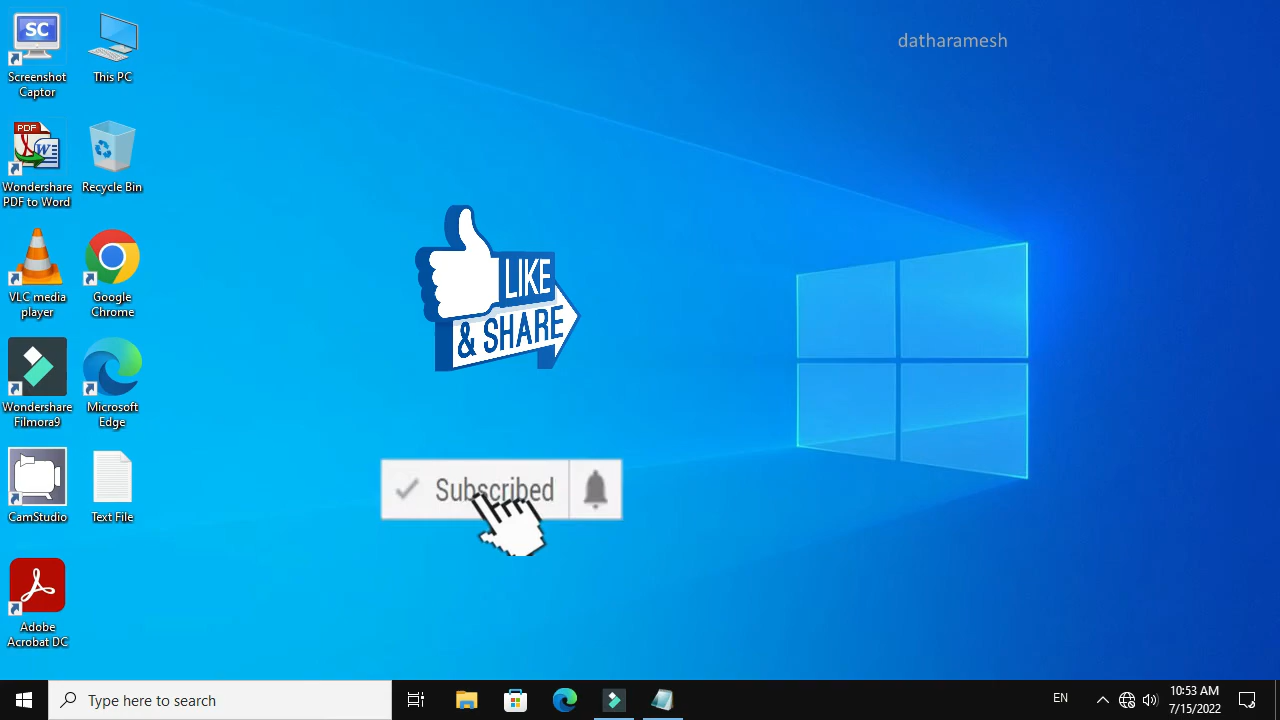 datharamesh
SC
Screenshot
Captor
This PC
PDF
W
Wondershare
PDF to Word
Recycle Bin
VLC media
player
Google
Chrome
Wondershare
Filmora9
Microsoft
Edge
CamStudio
Text File
Adobe
Acrobat DC
LIKE
& SHARE
Subscribed
Type here to search
EN
10:53 AM
7/15/2022